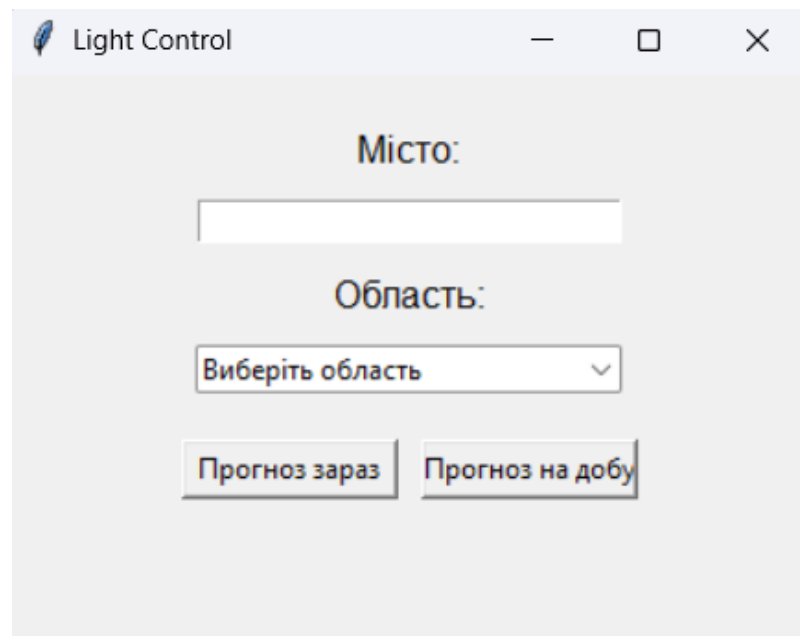 Light Control
Місто:
Область:
Виберіть область
Прогноз зараз Прогноз на добу